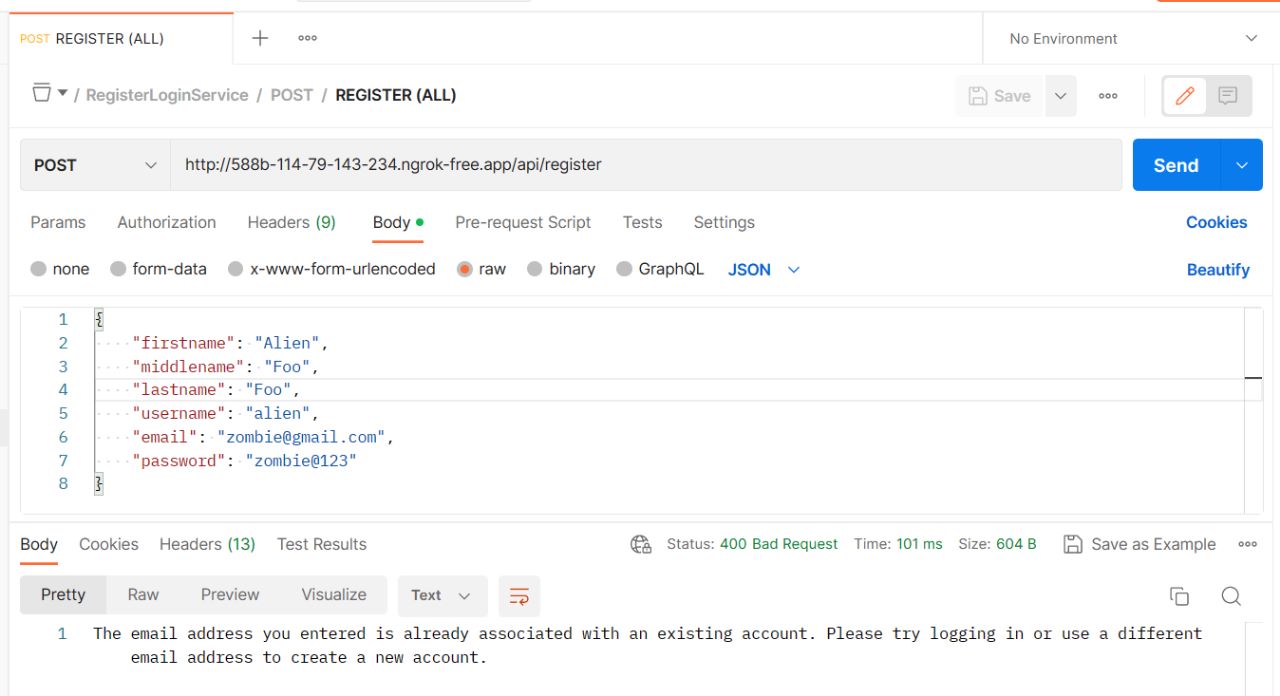 POST REGISTER (ALL)
No Environment
/ RegisterLoginService / POST / REGISTER (ALL)
Save
POST
http://588b-114-79-143-234.ngrok-free.app/api/register
Send
Params Authorization Headers (9) Body Pre-request Script Tests Settings
Cookies
none form-data x-www-form-urlencoded raw binary GraphQL JSON
Beautify
1 {
2 "firstname": "Alien",
3 "middlename": "Foo",
4 "lastname": "Foo",
5 "username": "alien",
6 "email": "zombie@gmail.com",
7 "password": "zombie@123"
8 }
Body Cookies Headers (13) Test Results
Status: 400 Bad Request Time: 101 ms Size: 604 B Save as Example
Pretty Raw Preview Visualize Text
1 The email address you entered is already associated with an existing account. Please try logging in or use a different
email address to create a new account.